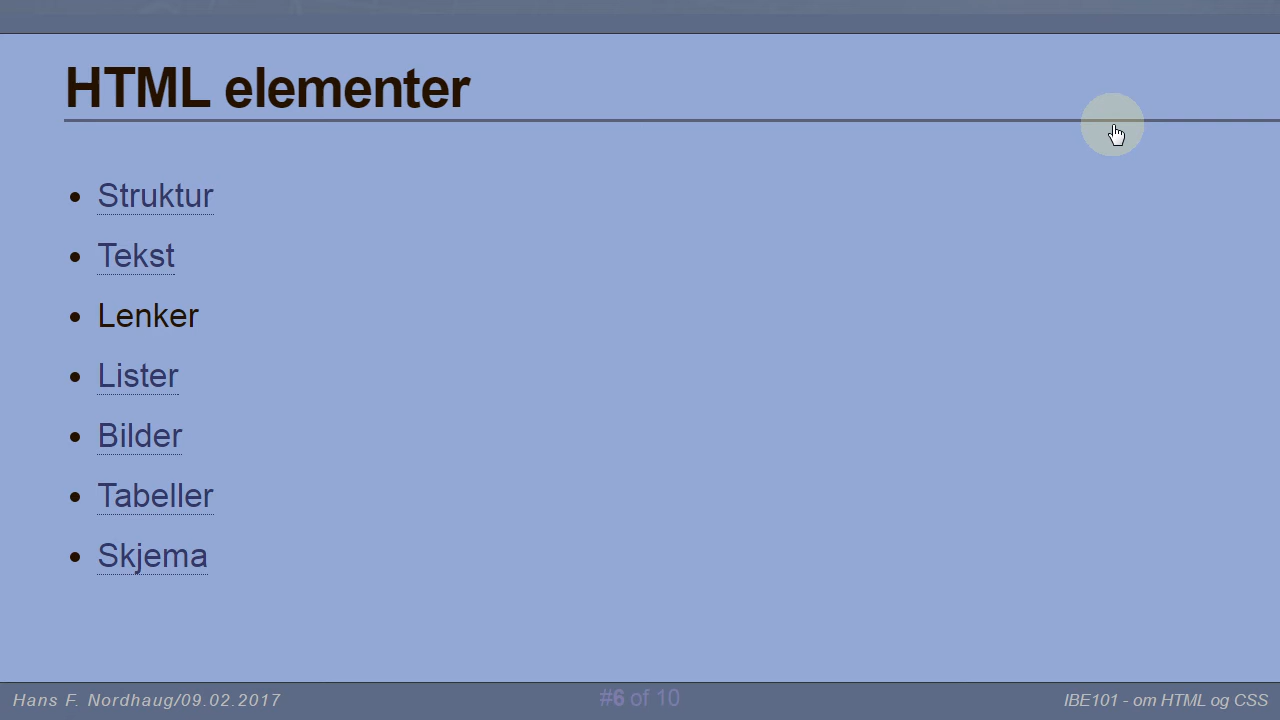 HTML elementer
Struktur
Tekst
Lenker
Lister
Bilder
Tabeller
Skjema
Hans F. Nordhaug/09.02.2017
#6 of 10
IBE101 - om HTML og CSS